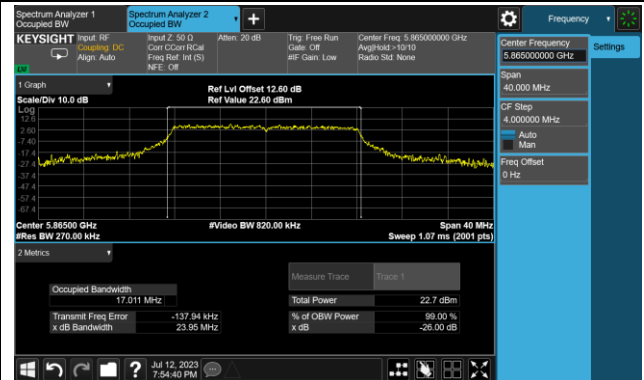 Spectrum Analyzer 1
Occupied BW
Spectrum Analyzer 2
Occupied BW
Frequency
KEYSIGHT
Input: RF
Coupling: DC
Align: Auto
Input Z: 50 Ω
Corr CCorr RCal
Freq Ref: Int (S)
NFE: Off
Atten: 20 dB
Trig: Free Run
Gate: Off
#IF Gain: Low
Center Freq: 5.865000000 GHz
Avg|Hold:>10/10
Radio Std: None
Center Frequency
5.865000000 GHz
Settings
Span
40.000 MHz
CF Step
4.000000 MHz
Auto
Man
Freq Offset
0 Hz
1 Graph
Scale/Div 10.0 dB
Ref Lvl Offset 12.60 dB
Ref Value 22.60 dBm
Log
12.6
2.60
-7.40
-17.4
-27.4
-37.4
-47.4
-57.4
-67.4
Center 5.86500 GHz
#Video BW 820.00 kHz
Span 40 MHz
#Res BW 270.00 kHz
Sweep 1.07 ms (2001 pts)
2 Metrics
Measure Trace
Trace 1
Occupied Bandwidth
17.011 MHz
Total Power
22.7 dBm
Transmit Freq Error
-137.94 kHz
% of OBW Power
99.00 %
x dB Bandwidth
23.95 MHz
x dB
-26.00 dB
Jul 12, 2023
7:54:40 PM